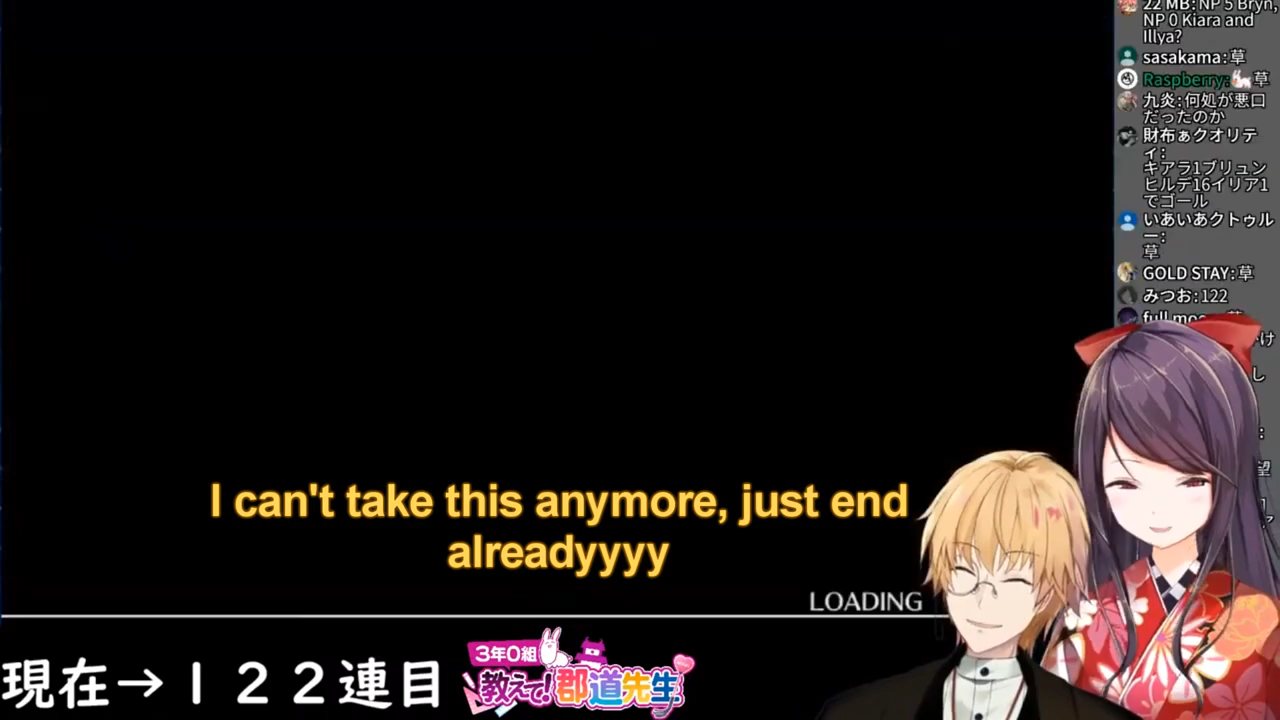 22 MB: NP 5 Bryn,
NP 0 Kiara and
Illya?
sasakama: 草
Raspberry: 草
九炎: 何処が悪口
だったのか
財布ぁクオリテ
ィ:
キアラ1ブリュン
ヒルデ16イリア1
でゴール
いあいあクトゥル
ー:
草
GOLD STAY: 草
みつお: 122
I can't take this anymore, just end
alreadyyyy
LOADING
現在→１２２連目
3年0組
教えて!郡道先生